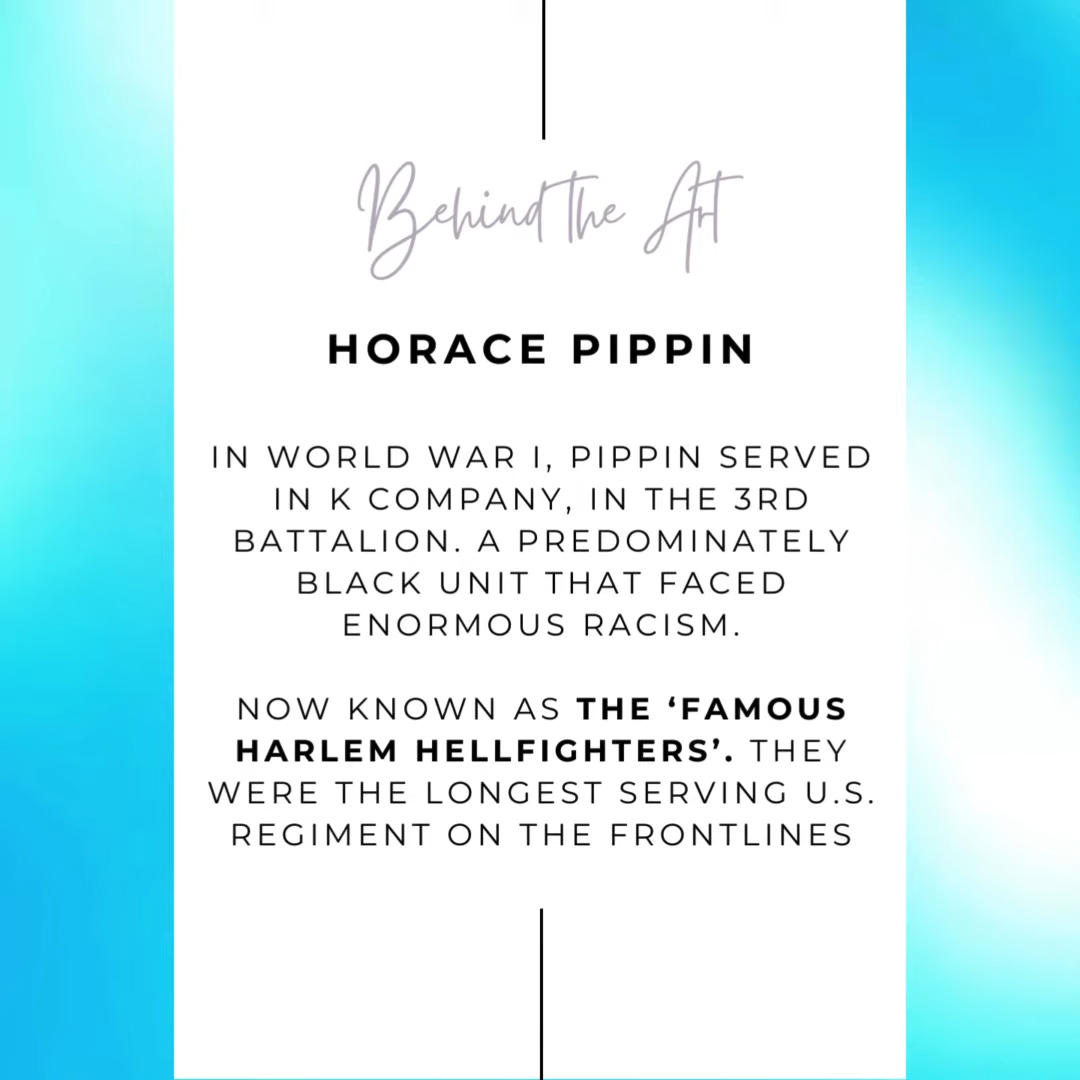 Behind the Art
HORACE PIPPIN
IN WORLD WAR I, PIPPIN SERVED
IN K COMPANY, IN THE 3RD
BATTALION. A PREDOMINATELY
BLACK UNIT THAT FACED
ENORMOUS RACISM.
NOW KNOWN AS THE ‘FAMOUS
HARLEM HELLFIGHTERS’. THEY
WERE THE LONGEST SERVING U.S.
REGIMENT ON THE FRONTLINES